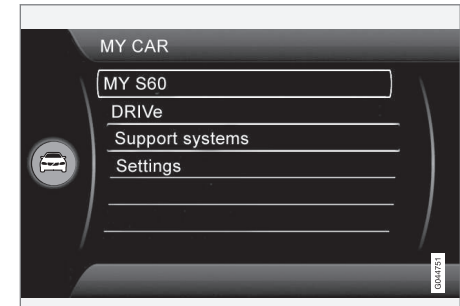 MY CAR
MY S60
DRIVe
Support systems
Settings
G044751